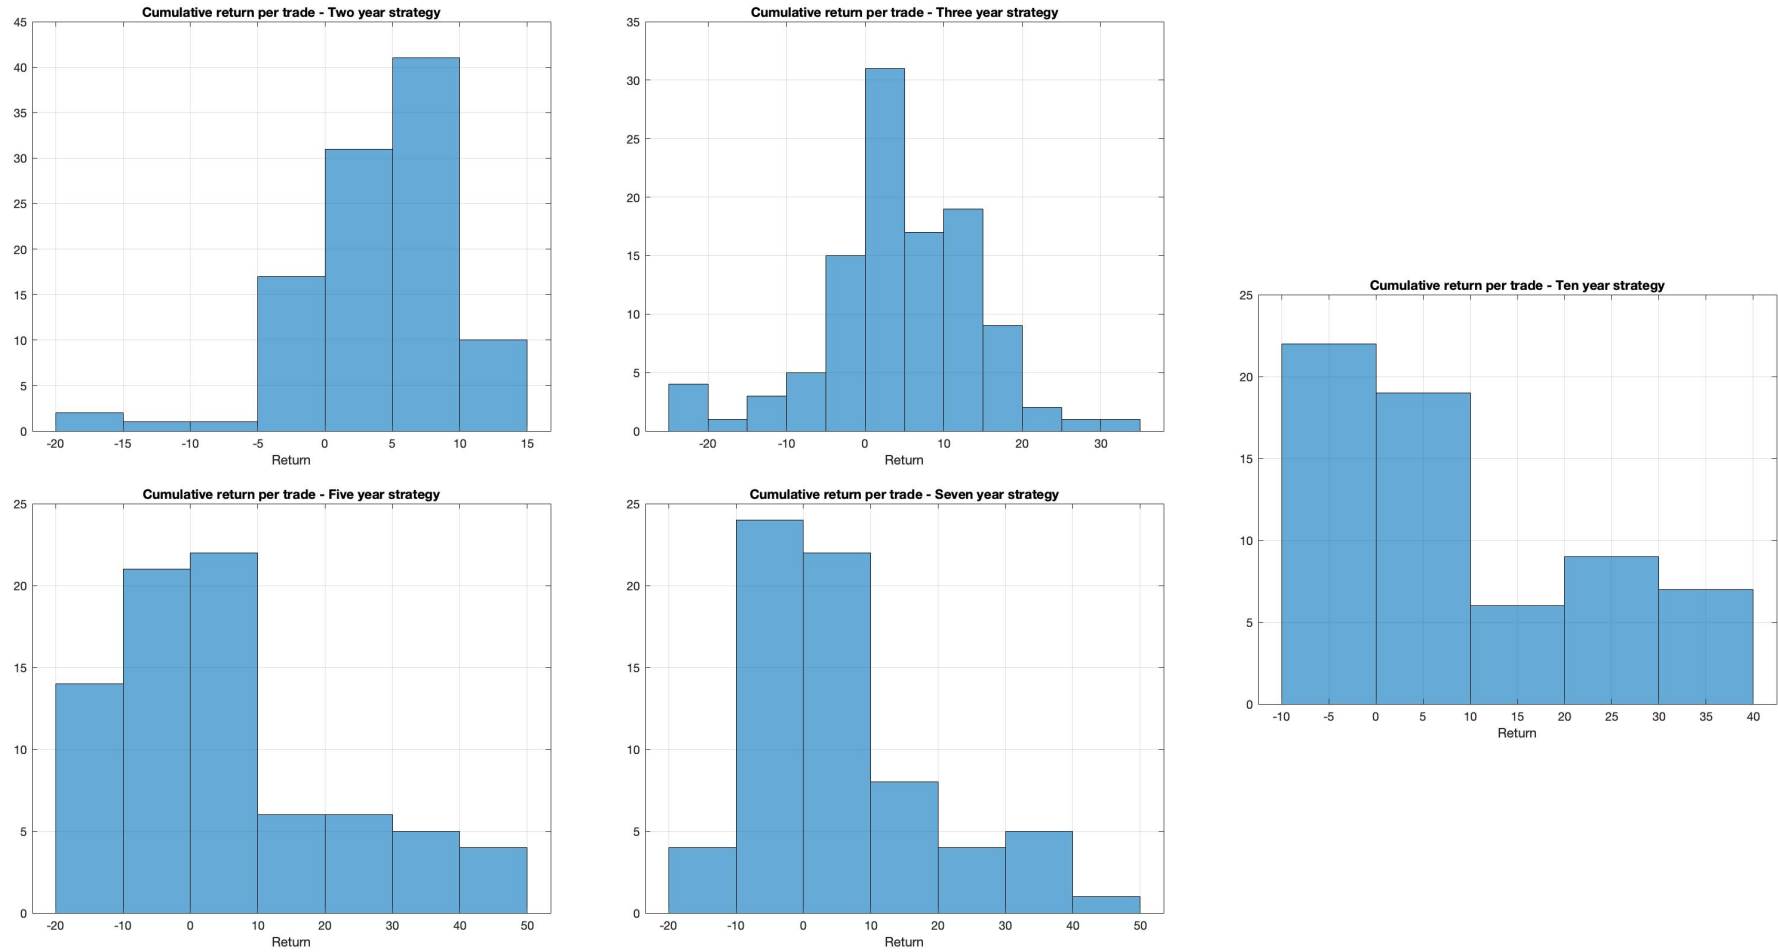 Cumulative return per trade - Two year strategy
45
40
35
30
25
20
15
10
5
0
-20 -15 -10 -5 0 5 10 15
Return
Cumulative return per trade - Three year strategy
35
30
25
20
15
10
5
0
-20 -10 0 10 20 30
Return
Cumulative return per trade - Five year strategy
25
20
15
10
5
0
-20 -10 0 10 20 30 40 50
Return
Cumulative return per trade - Seven year strategy
25
20
15
10
5
0
-20 -10 0 10 20 30 40 50
Return
Cumulative return per trade - Ten year strategy
25
20
15
10
5
0
-10 -5 0 5 10 15 20 25 30 35 40
Return